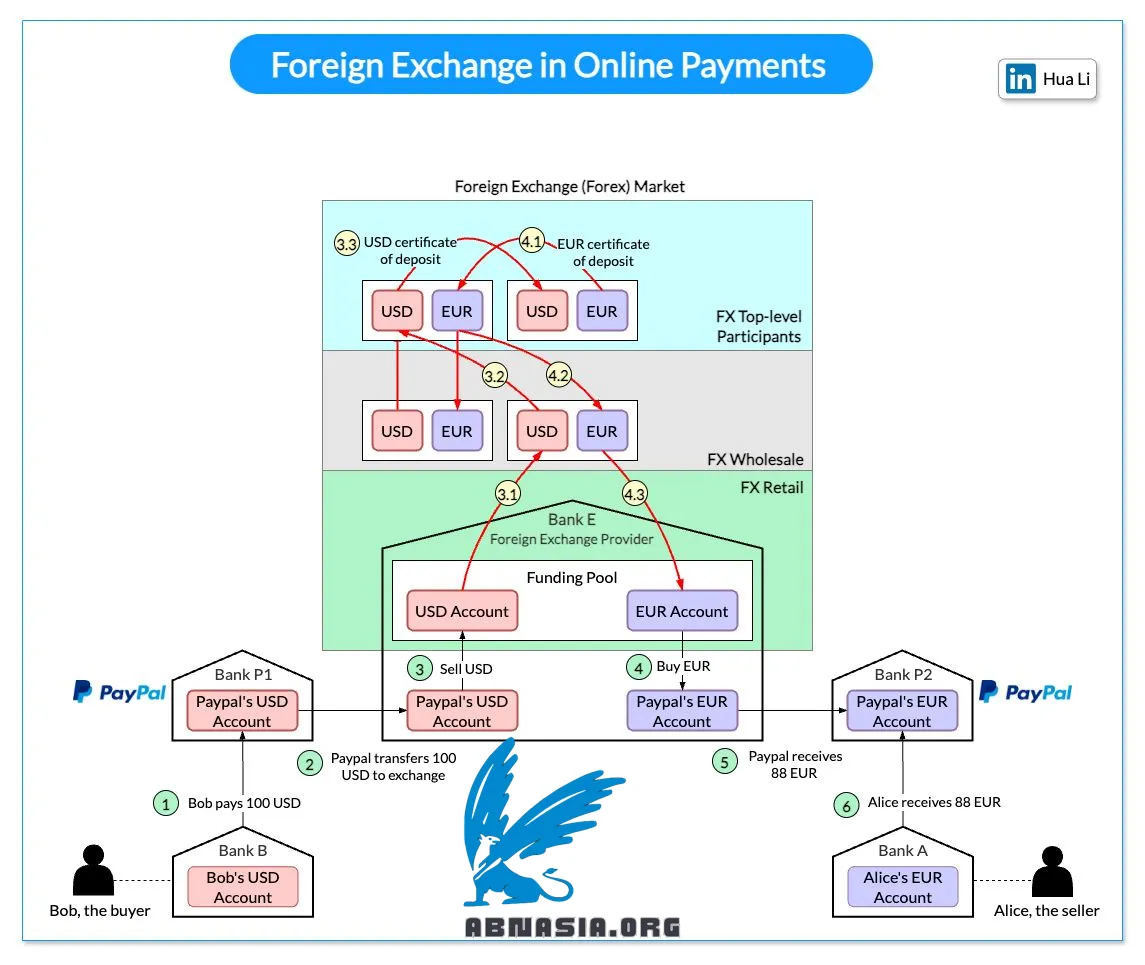 Foreign Exchange in Online Payments
in Hua Li
Foreign Exchange (Forex) Market
3.3 USD certificate
of deposit
4.1 EUR certificate
of deposit
USD EUR USD EUR
FX Top-level
Participants
3.2 4.2
USD EUR USD EUR
FX Wholesale
FX Retail
3.1 4.3
Bank E
Foreign Exchange Provider
Funding Pool
USD Account EUR Account
3 Sell USD 4 Buy EUR
PayPal
Bank P1
Paypal's USD
Account
Paypal's USD
Account
Paypal's EUR
Account
Bank P2
Paypal's EUR
Account
PayPal
2 Paypal transfers 100
USD to exchange
5 Paypal receives
88 EUR
1 Bob pays 100 USD
6 Alice receives 88 EUR
Bank B
Bob's USD
Account
Bob, the buyer
Bank A
Alice's EUR
Account
Alice, the seller
ABNASIA.ORG